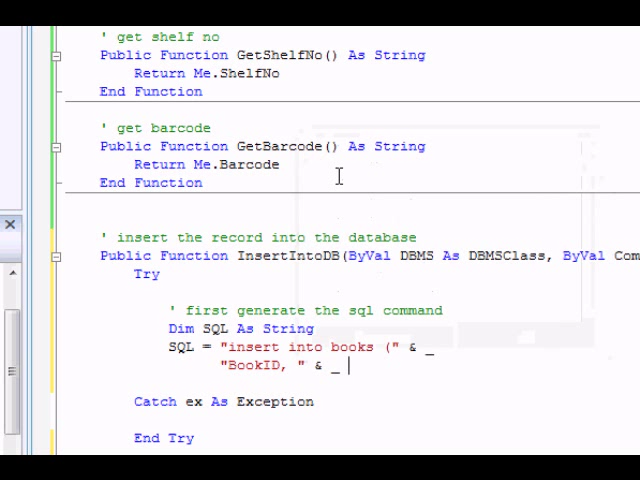 ' get shelf no
Public Function GetShelfNo() As String
Return Me.ShelfNo
End Function
' get barcode
Public Function GetBarcode() As String
Return Me.Barcode
End Function
' insert the record into the database
Public Function InsertIntoDB(ByVal DBMS As DBMSClass, ByVal Com
Try
' first generate the sql command
Dim SQL As String
SQL = "insert into books (" & _
"BookID, " & _
Catch ex As Exception
End Try